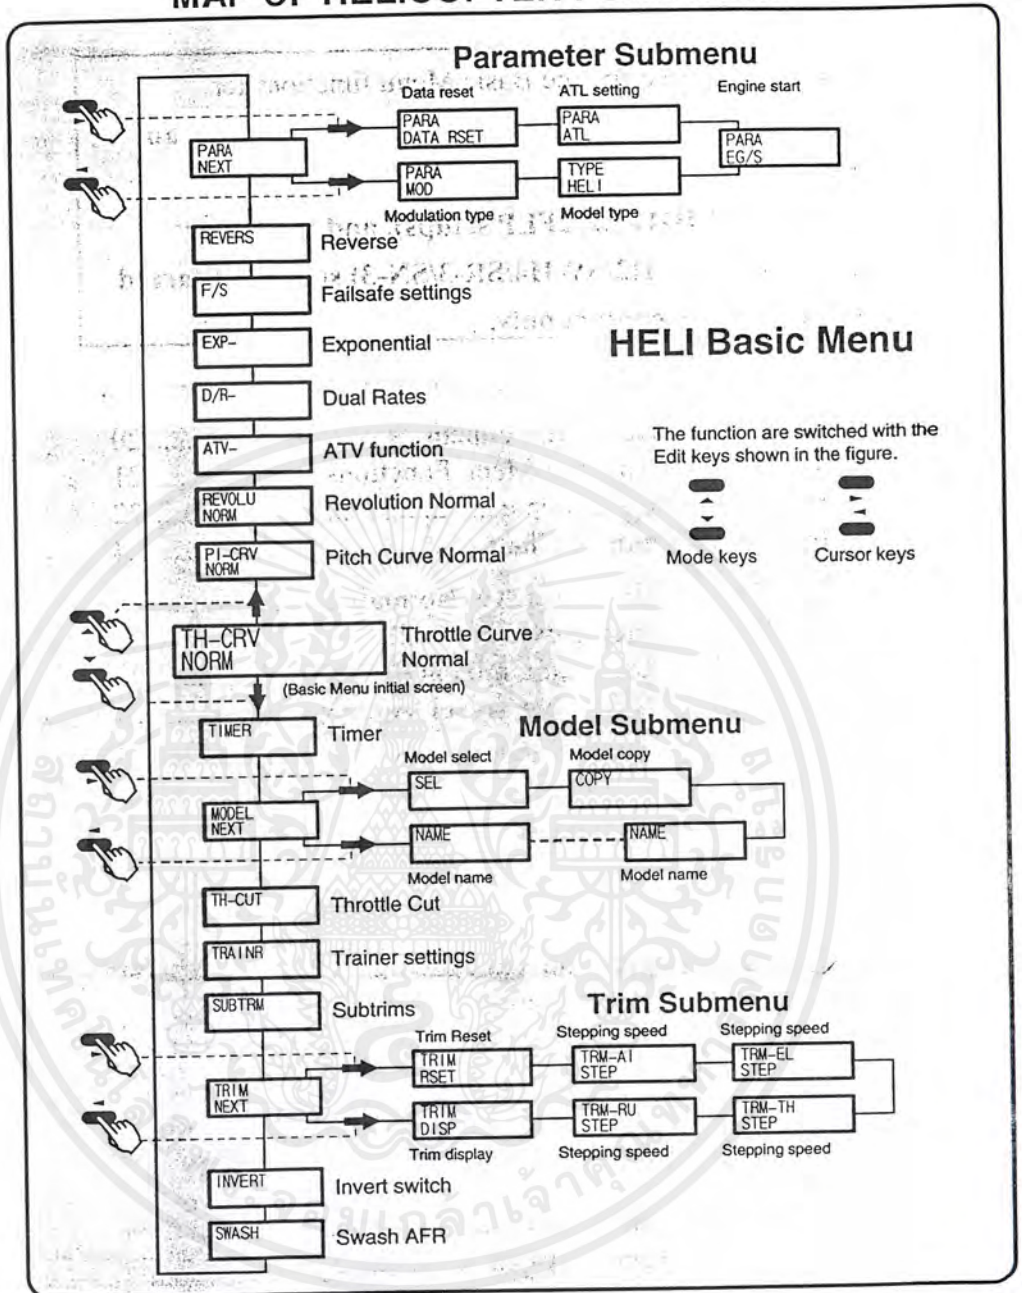 Parameter Submenu
Data reset
ATL setting
Engine start
PARA
DATA RSET
PARA
ATL
PARA
EG/S
PARA
NEXT
PARA
MOD
TYPE
HELI
Modulation type
Model type
REVERS
Reverse
F/S
Failsafe settings
EXP-
Exponential
HELI Basic Menu
D/R-
Dual Rates
The function are switched with the
Edit keys shown in the figure.
ATV-
ATV function
REVOLU
NORM
Revolution Normal
Mode keys
Cursor keys
PI-CRV
NORM
Pitch Curve Normal
TH-CRV
NORM
Throttle Curve
Normal
(Basic Menu initial screen)
TIMER
Timer
Model Submenu
Model select
Model copy
SEL
COPY
MODEL
NEXT
NAME
NAME
Model name
Model name
TH-CUT
Throttle Cut
TRAINR
Trainer settings
SUBTRM
Subtrims
Trim Submenu
Trim Reset
Stepping speed
Stepping speed
TRIM
RSET
TRM-AI
STEP
TRM-EL
STEP
TRIM
NEXT
TRIM
DISP
TRM-RU
STEP
TRM-TH
STEP
Trim display
Stepping speed
Stepping speed
INVERT
Invert switch
SWASH
Swash AFR